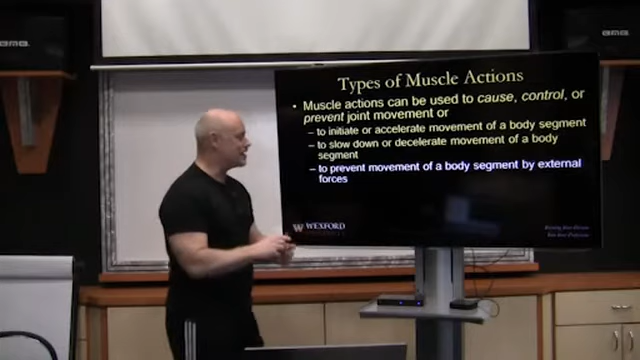 Types of Muscle Actions
• Muscle actions can be used to cause, control, or
prevent joint movement or
– to initiate or accelerate movement of a body segment
– to slow down or decelerate movement of a body
segment
– to prevent movement of a body segment by external
forces
W WEXFORD